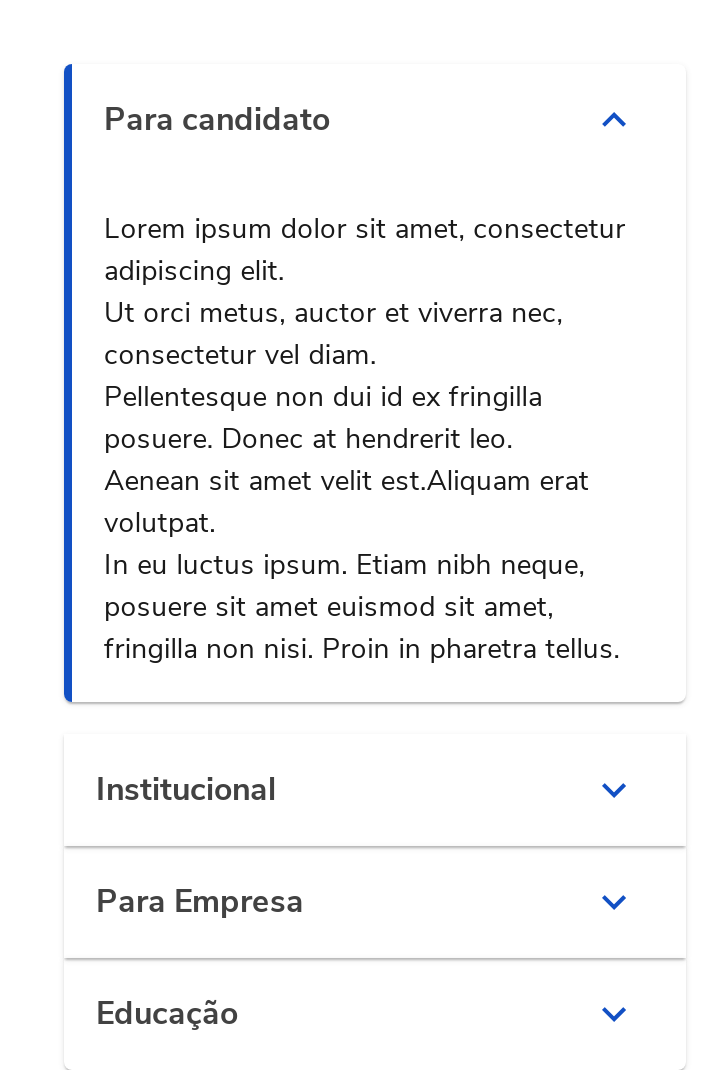 Para candidato
Lorem ipsum dolor sit amet, consectetur
adipiscing elit.
Ut orci metus, auctor et viverra nec,
consectetur vel diam.
Pellentesque non dui id ex fringilla
posuere. Donec at hendrerit leo.
Aenean sit amet velit est.Aliquam erat
volutpat.
In eu luctus ipsum. Etiam nibh neque,
posuere sit amet euismod sit amet,
fringilla non nisi. Proin in pharetra tellus.
Institucional
Para Empresa
Educação